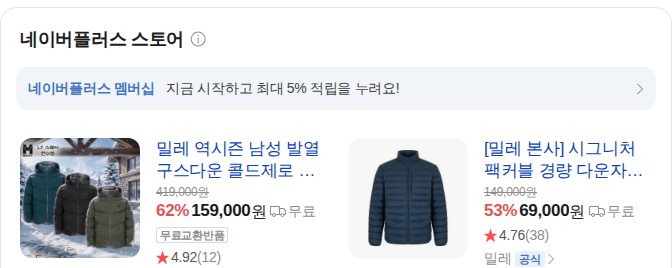 네이버플러스 스토어
네이버플러스 멤버십 지금 시작하고 최대 5% 적립을 누려요!
밀레 역시즌 남성 발열
구스다운 콜드제로 ...
419,000원
62% 159,000원 무료
무료교환반품
4.92(12)
[밀레 본사] 시그니처
팩커블 경량 다운자...
149,000원
53% 69,000원 무료
4.76(38)
밀레 공식